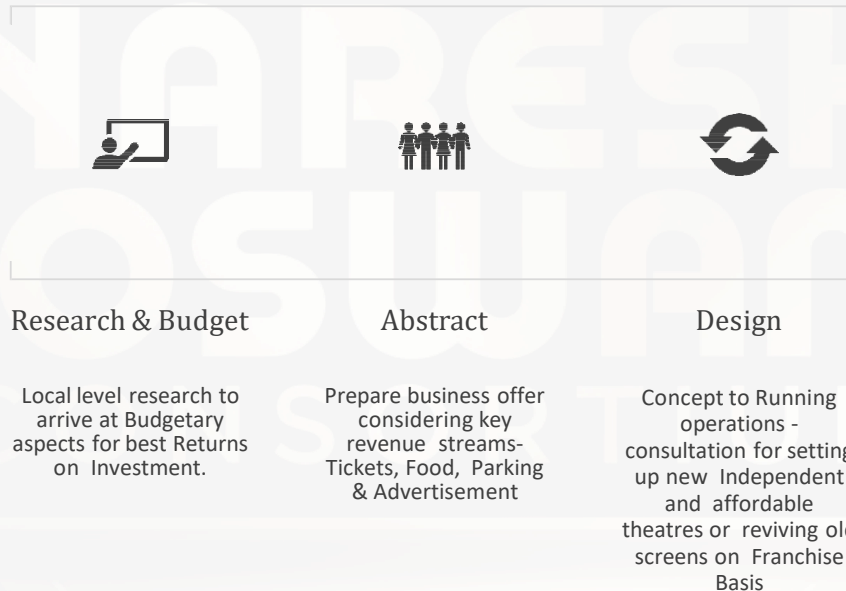 Research & Budget
Local level research to
arrive at Budgetary
aspects for best Returns
on Investment.
Abstract
Prepare business offer
considering key
revenue streams-
Tickets, Food, Parking
& Advertisement
Design
Concept to Running
operations -
consultation for setting
up new Independent
and affordable
theatres or reviving old
screens on Franchise
Basis